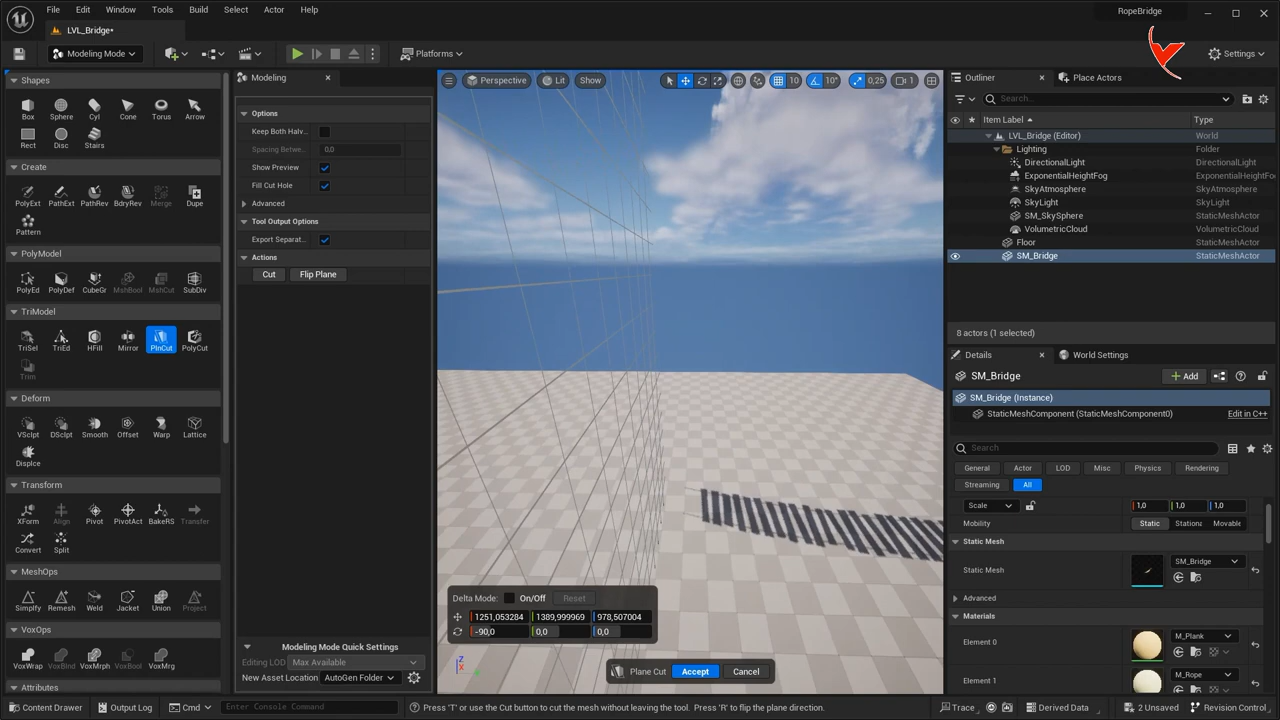 File Edit Window Tools Build Select Actor Help
RopeBridge
LVL_Bridge•
Modeling Mode
Platforms
Settings
Shapes
Box Sphere Cyl Cone Torus Arrow
Rect Disc Stairs
Create
PolyExt PathExt PathRev BdryRev Merge Dupe
Pattern
PolyModel
PolyEd PolyDef CubeGr MshBool MshCut SubDiv
TriModel
TriSel TriEd HFill Mirror PlnCut PolyCut
Trim
Deform
VSclpt DSclpt Smooth Offset Warp Lattice
Displce
Transform
XForm Align Pivot PivotAct BakeRS Transfer
Convert Split
MeshOps
Simplfy Remesh Weld Jacket Union Project
VoxOps
VoxWrap VoxBlnd VoxMrph VoxBool VoxMrg
Attributes
Modeling
Options
Keep Both Halv...
Spacing Betwe... 0,0
Show Preview
Fill Cut Hole
Advanced
Tool Output Options
Export Separat...
Actions
Cut Flip Plane
Modeling Mode Quick Settings
Editing LOD Max Available
New Asset Location AutoGen Folder
Perspective Lit Show
10 10° 0,25 1
Delta Mode: On/Off Reset
1251,053284 1389,999969 978,507004
-90,0 0,0 0,0
Z
X
Plane Cut Accept Cancel
Outliner Place Actors
Search...
Item Label Type
LVL_Bridge (Editor) World
Lighting Folder
DirectionalLight DirectionalLight
ExponentialHeightFog ExponentialHeightFo
SkyAtmosphere SkyAtmosphere
SkyLight SkyLight
SM_SkySphere StaticMeshActor
VolumetricCloud VolumetricCloud
Floor StaticMeshActor
SM_Bridge StaticMeshActor
8 actors (1 selected)
Details World Settings
SM_Bridge Add
SM_Bridge (Instance)
StaticMeshComponent (StaticMeshComponent0) Edit in C++
Search
General Actor LOD Misc Physics Rendering
Streaming All
Scale 1,0 1,0 1,0
Mobility Static Stationa Movable
Static Mesh
Static Mesh SM_Bridge
Advanced
Materials
Element 0 M_Plank
Element 1 M_Rope
Content Drawer Output Log Cmd Enter Console Command
Press 'T' or use the Cut button to cut the mesh without leaving the tool. Press 'R' to flip the plane direction.
Trace Derived Data 2 Unsaved Revision Control